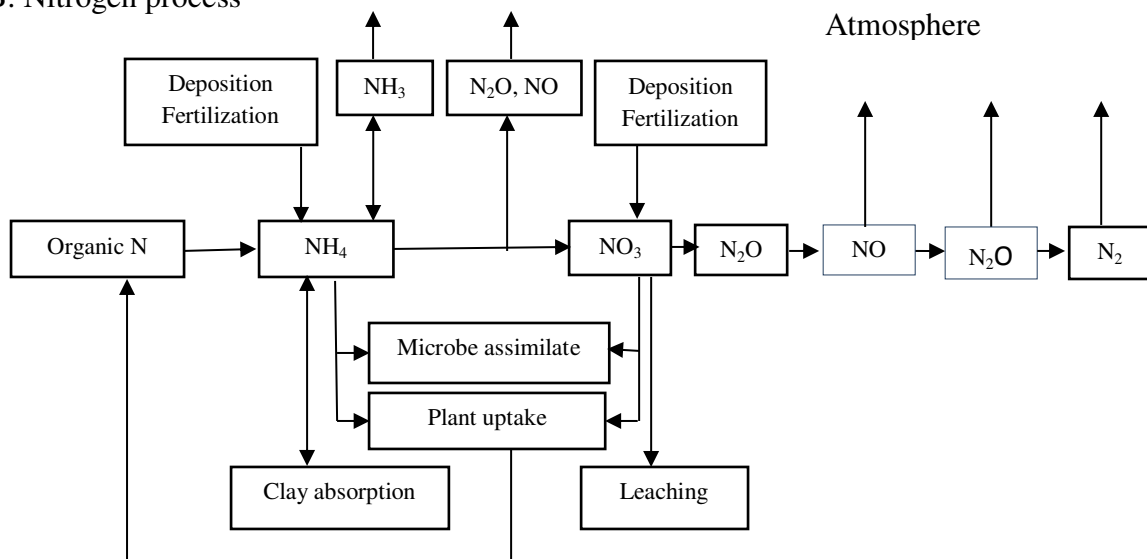 : Nitrogen process
Atmosphere
Deposition
Fertilization
NH₃
N₂O, NO
Deposition
Fertilization
Organic N
NH₄
NO₃
N₂O
NO
N₂O
N₂
Microbe assimilate
Plant uptake
Clay absorption
Leaching